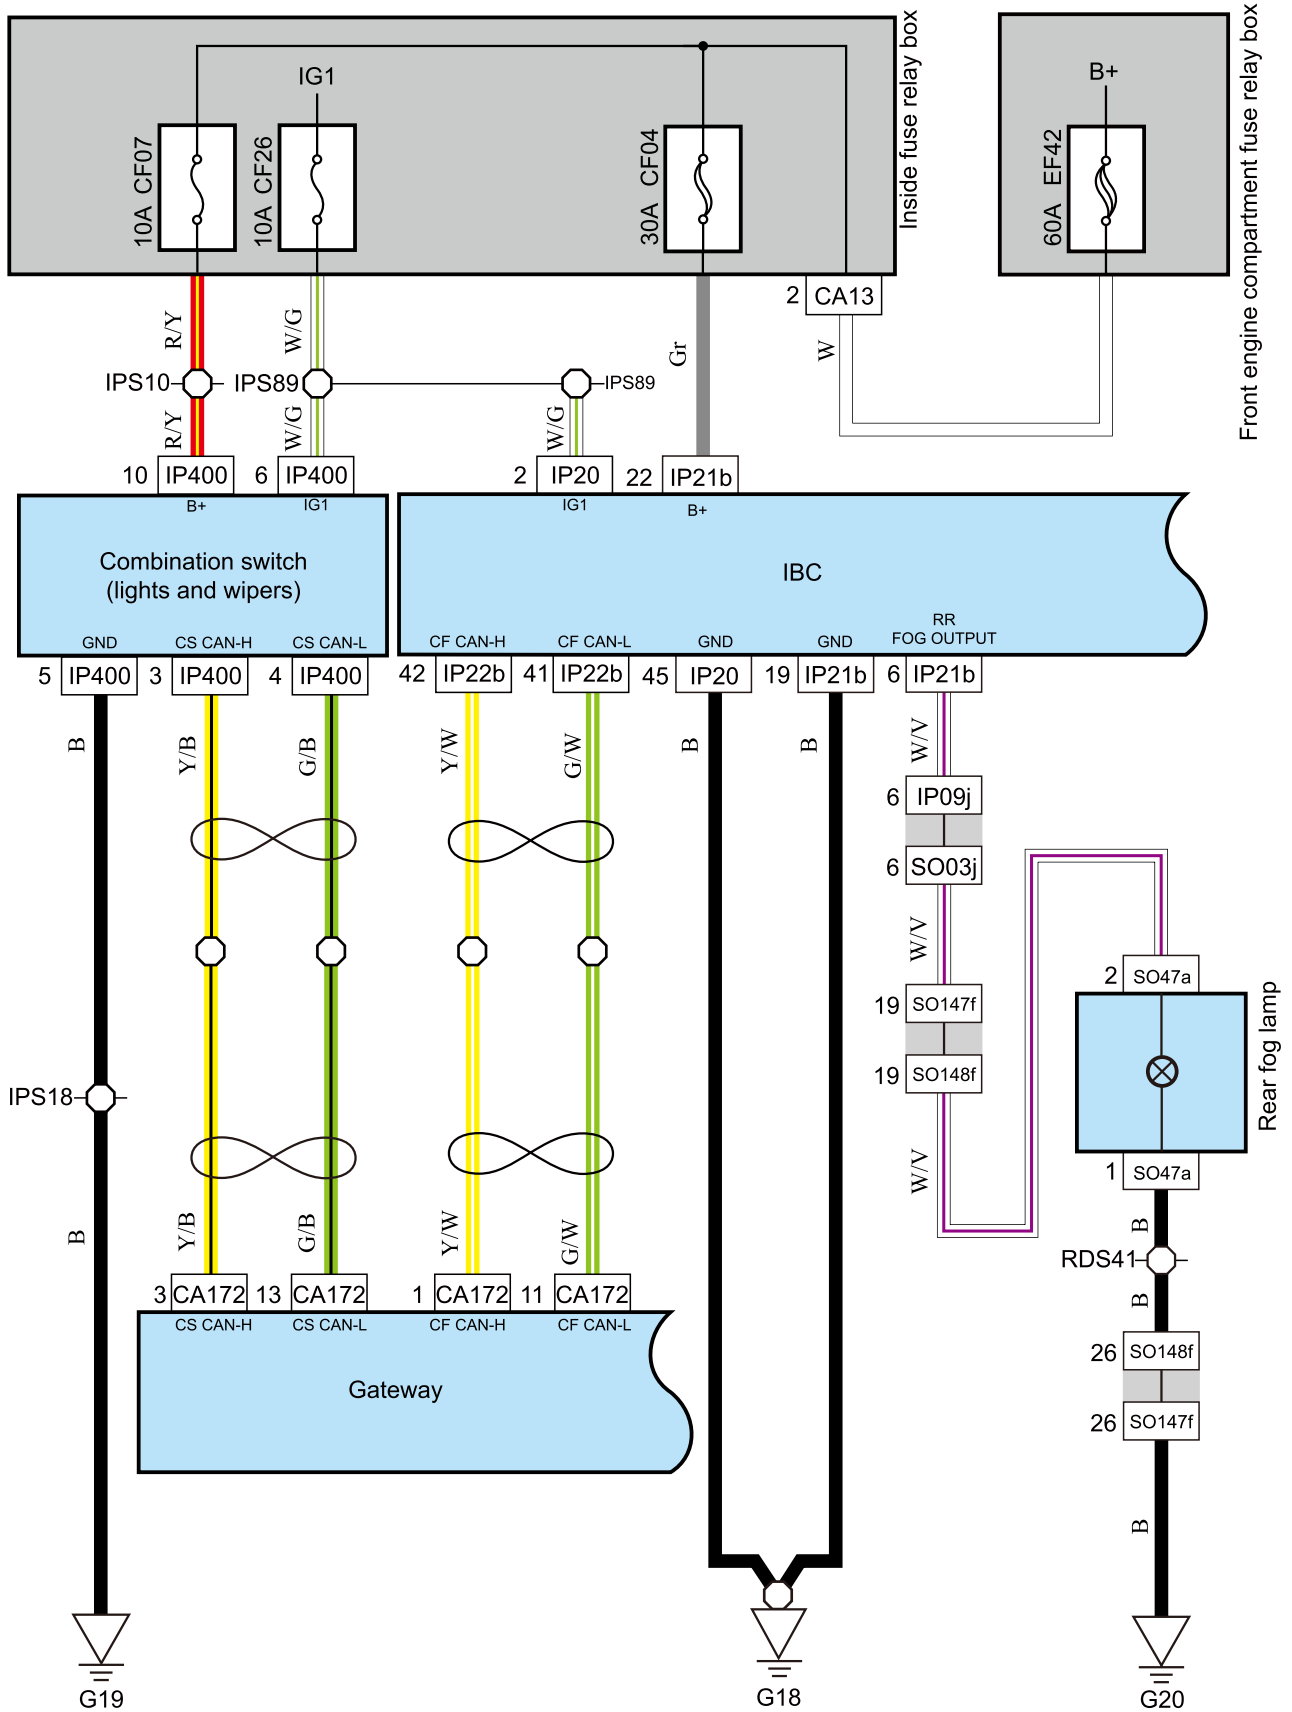 IG1
B+
10A CF07
10A CF26
30A CF04
60A EF42
Inside fuse relay box
Front engine compartment fuse relay box
2 CA13
R/Y
W/G
Gr
W
IPS10
IPS89
IPS89
R/Y
W/G
W/G
10 IP400
6 IP400
2 IP20
22 IP21b
B+
IG1
IG1
B+
Combination switch
(lights and wipers)
IBC
GND
CS CAN-H
CS CAN-L
CF CAN-H
CF CAN-L
GND
GND
RR
FOG OUTPUT
5 IP400
3 IP400
4 IP400
42 IP22b
41 IP22b
45 IP20
19 IP21b
6 IP21b
B
Y/B
G/B
Y/W
G/W
B
B
W/V
6 IP09j
6 SO03j
W/V
19 SO147f
19 SO148f
W/V
2 SO47a
Rear fog lamp
1 SO47a
IPS18
B
Y/B
G/B
Y/W
G/W
B
RDS41
B
3 CA172
13 CA172
1 CA172
11 CA172
CS CAN-H
CS CAN-L
CF CAN-H
CF CAN-L
Gateway
26 SO148f
26 SO147f
B
G19
G18
G20